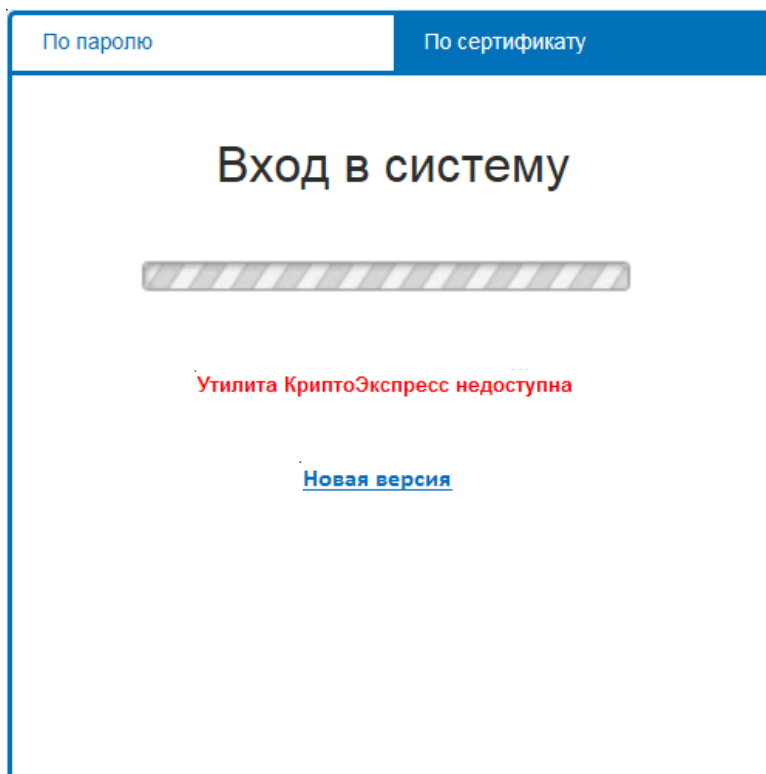 По паролю
По сертификату
Вход в систему
Утилита КриптоЭкспресс недоступна
Новая версия